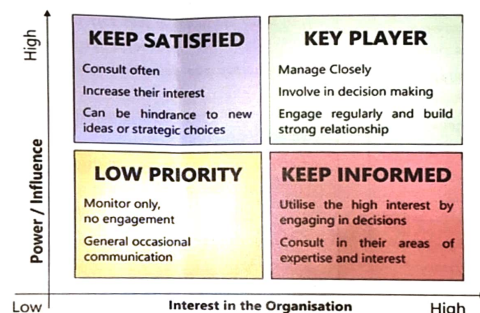 High
KEEP SATISFIED
Consult often
Increase their interest
Can be hindrance to new
ideas or strategic choices
KEY PLAYER
Manage Closely
Involve in decision making
Engage regularly and build
strong relationship
LOW PRIORITY
Monitor only,
no engagement
General occasional
communication
KEEP INFORMED
Utilise the high interest by
engaging in decisions
Consult in their areas of
expertise and interest
Power / Influence
Low
Interest in the Organisation
High